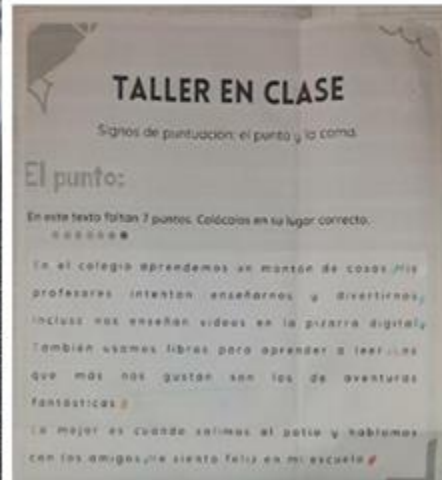 TALLER EN CLASE
Signos de puntuación: el punto y la coma.
El punto:
En este texto faltan 7 puntos. Colócalos en su lugar correcto.
En el colegio aprendemos un montón de cosas Mis
profesores intentan enseñarnos y divertirnos,
incluso nos enseñan videos en la pizarra digital,
También usamos libros para aprender a leer Los
que más nos gustan son los de aventuras
fantásticas
Lo mejor es cuando salimos al patio y hablamos
con los amigos, Me siento feliz en mi escuela